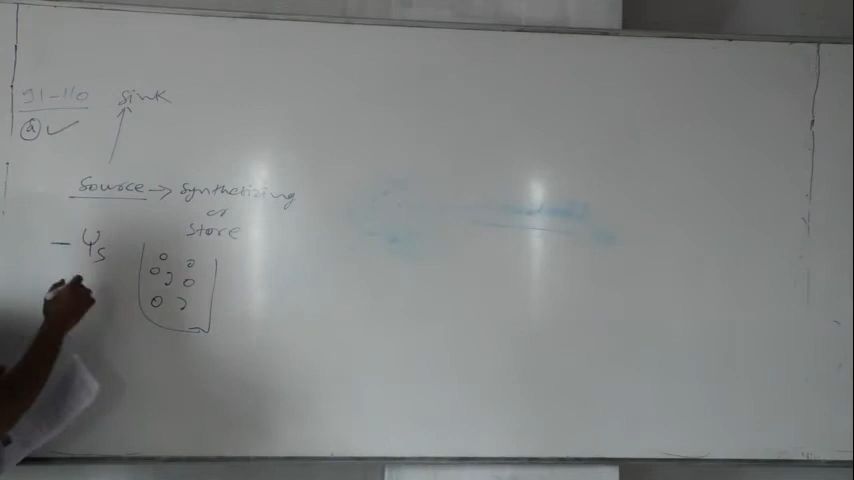 91-110 Sink
(a) ✓
Source → Synthetizing
or
Store
- Ψs